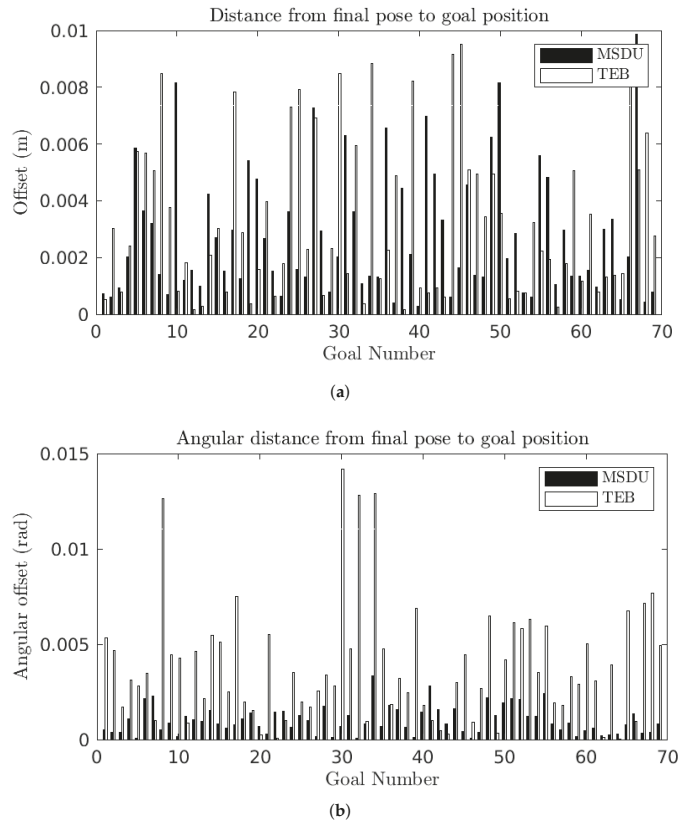 Distance from final pose to goal position
0.01
0.008
0.006
0.004
0.002
0
Offset (m)
MSDU
TEB
0 10 20 30 40 50 60 70
Goal Number
(a)
Angular distance from final pose to goal position
0.015
0.01
0.005
0
Angular offset (rad)
MSDU
TEB
0 10 20 30 40 50 60 70
Goal Number
(b)